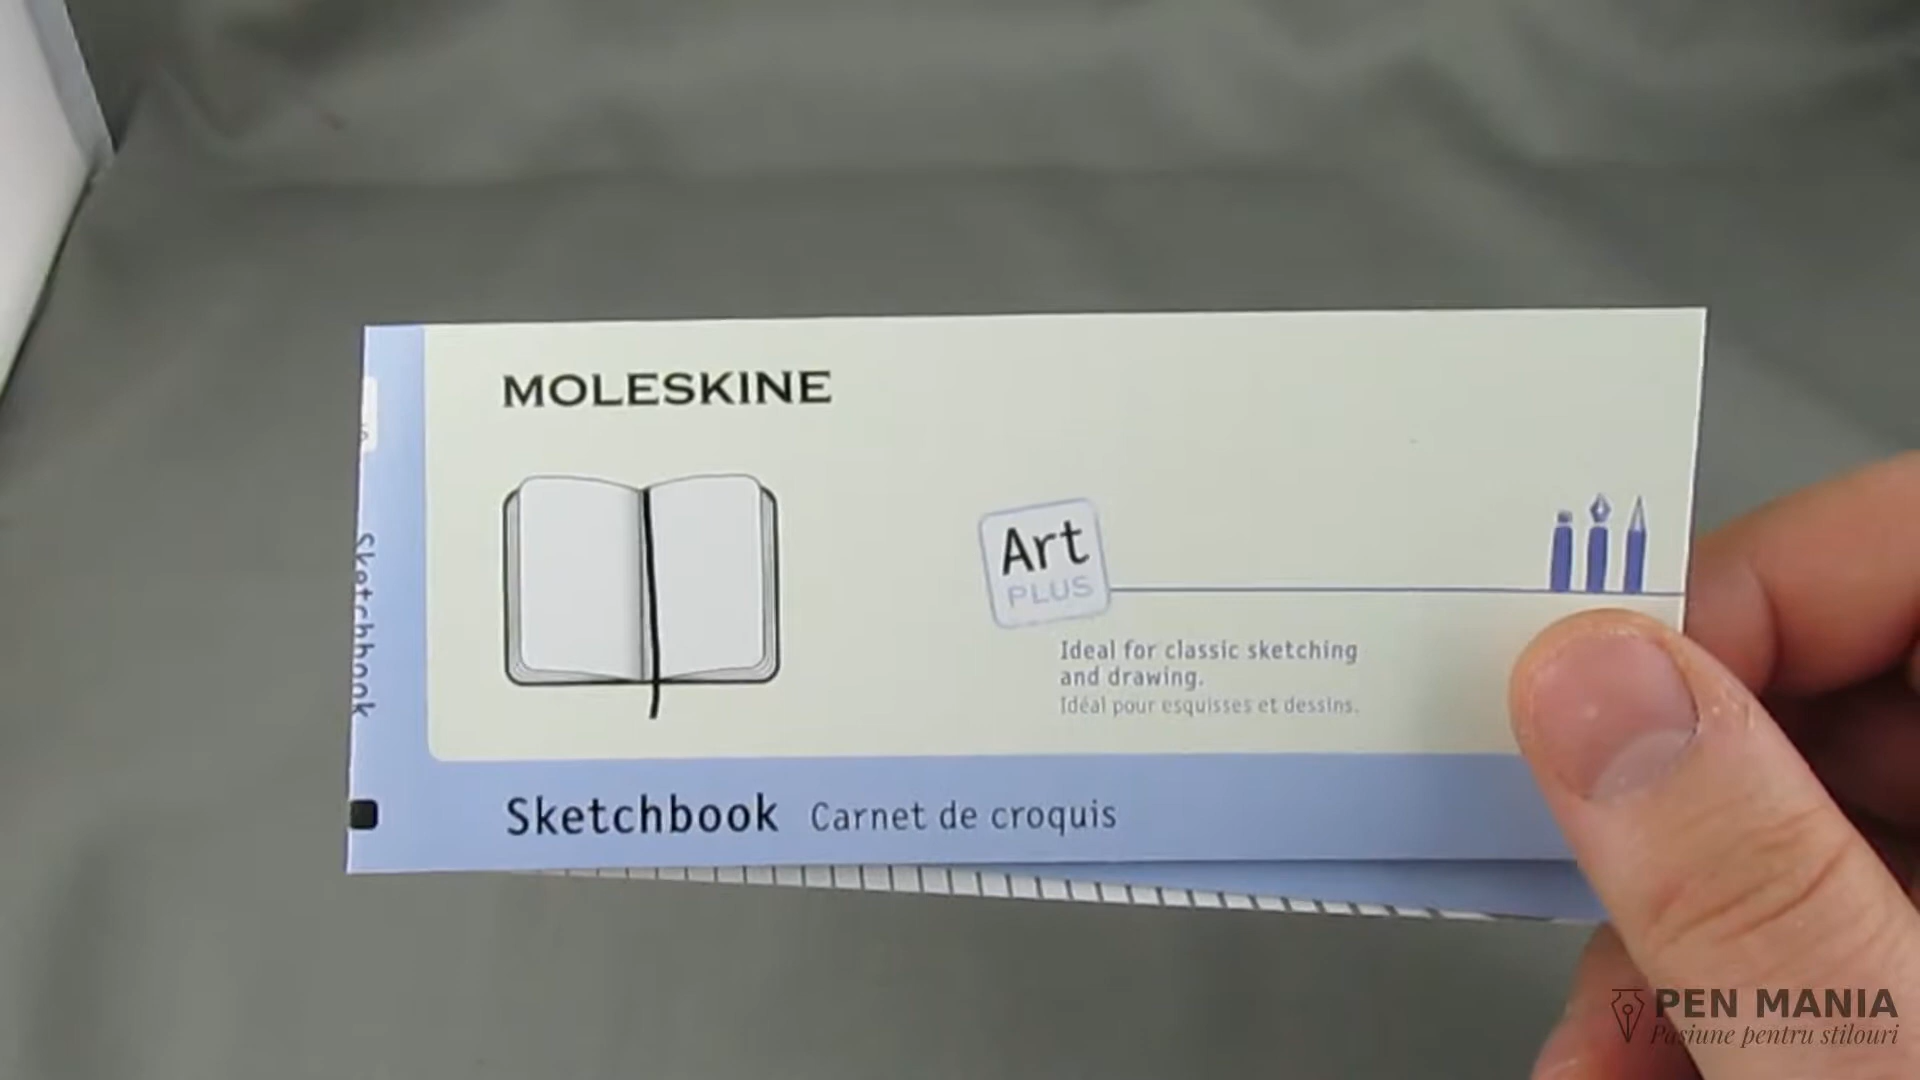 MOLESKINE
Art
PLUS
Ideal for classic sketching
and drawing.
Idéal pour esquisses et dessins.
Sketchbook Carnet de croquis
Sketchbook
PEN MANIA
Pasiune pentru stilouri